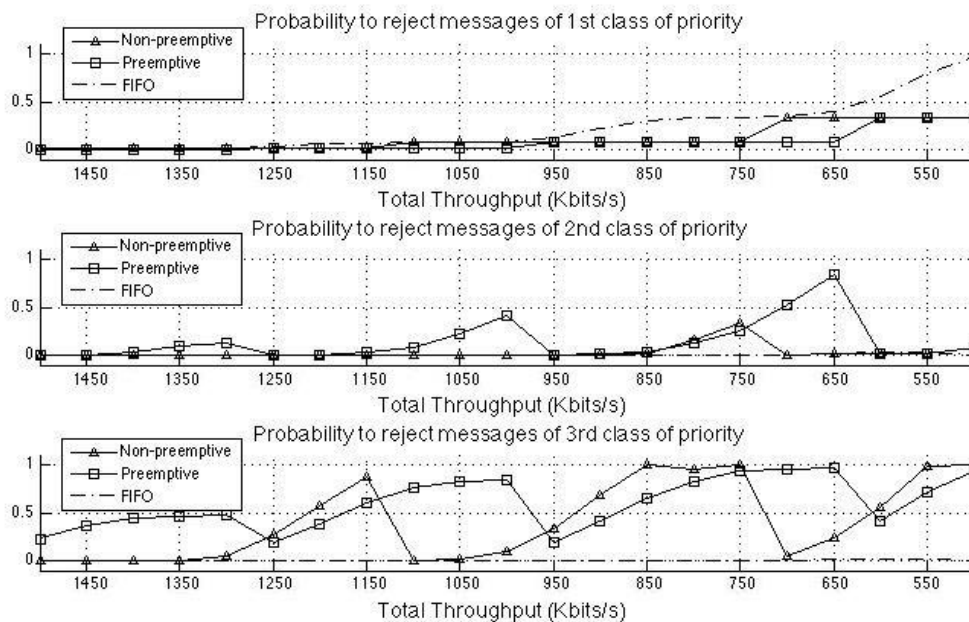 Probability to reject messages of 1st class of priority
Non-preemptive
Preemptive
FIFO
1
0.5
0
1450 1350 1250 1150 1050 950 850 750 650 550
Total Throughput (Kbits/s)
Probability to reject messages of 2nd class of priority
Non-preemptive
Preemptive
FIFO
1
0.5
0
1450 1350 1250 1150 1050 950 850 750 650 550
Total Throughput (Kbits/s)
Probability to reject messages of 3rd class of priority
Non-preemptive
Preemptive
FIFO
1
0.5
0
1450 1350 1250 1150 1050 950 850 750 650 550
Total Throughput (Kbits/s)